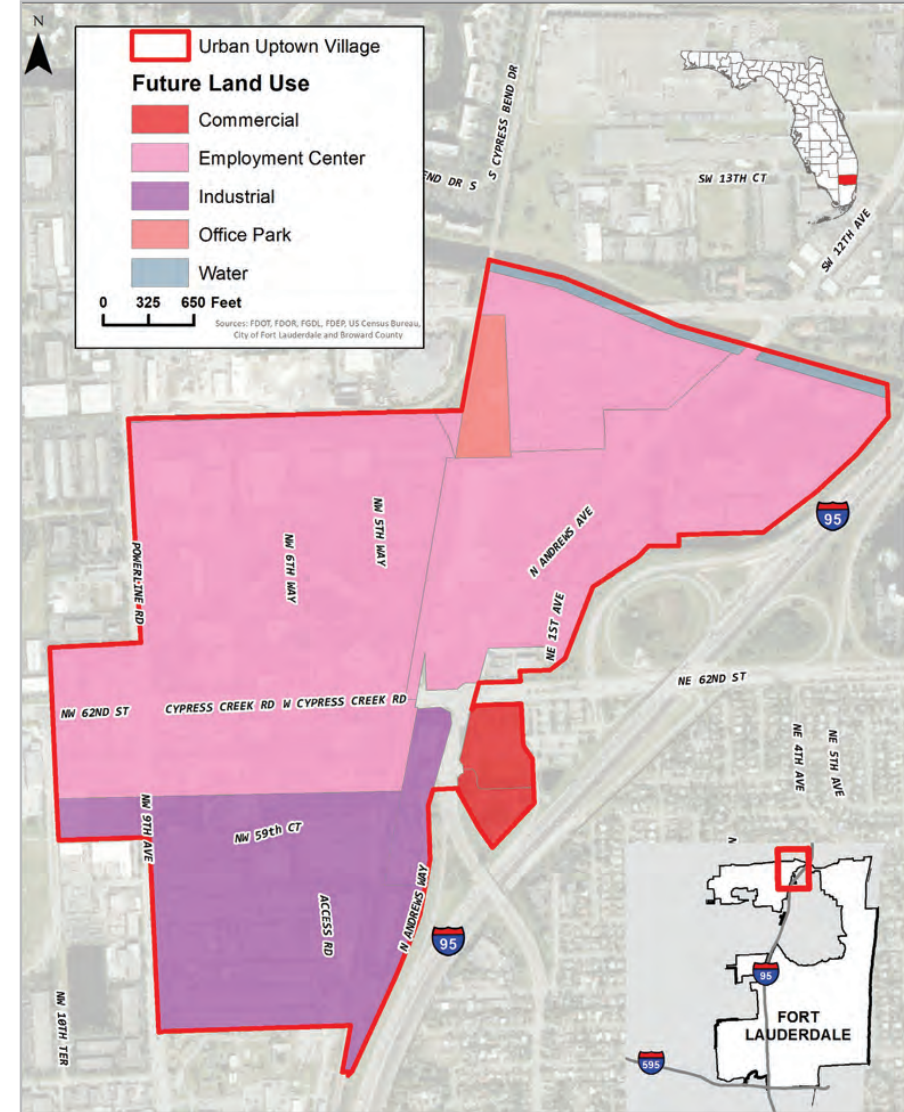 N
Urban Uptown Village
Future Land Use
Commercial
Employment Center
Industrial
Office Park
Water
0 325 650 Feet
Sources: FDOT, FDOR, FGDL, FDEP, US Census Bureau,
City of Fort Lauderdale and Broward County
S CYPRESS BEND DR
END DR S
SW 13TH CT
SW 12TH AVE
95
POWERLINE RD
NW 6TH WAY
NW 5TH WAY
N ANDREWS AVE
NE 1ST AVE
NW 62ND ST
CYPRESS CREEK RD
W CYPRESS CREEK RD
NE 62ND ST
NE 4TH AVE
NE 5TH AVE
NW 9TH AVE
NW 59th CT
ACCESS RD
N ANDREWS WAY
95
NW 10TH TER
N
95
FORT
LAUDERDALE
595